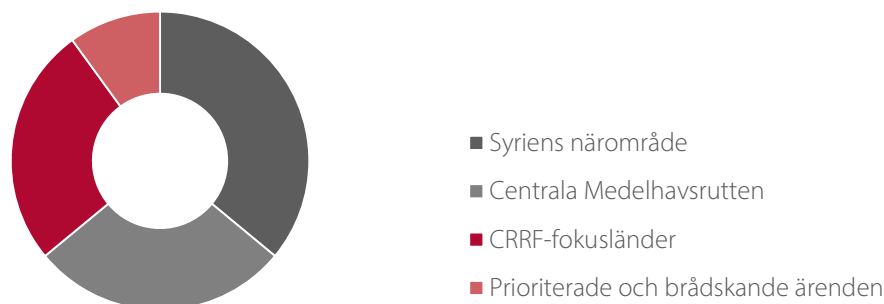 Syriens närområde
Centrala Medelhavsrutten
CRRF-fokusländer
Prioriterade och brådskande ärenden